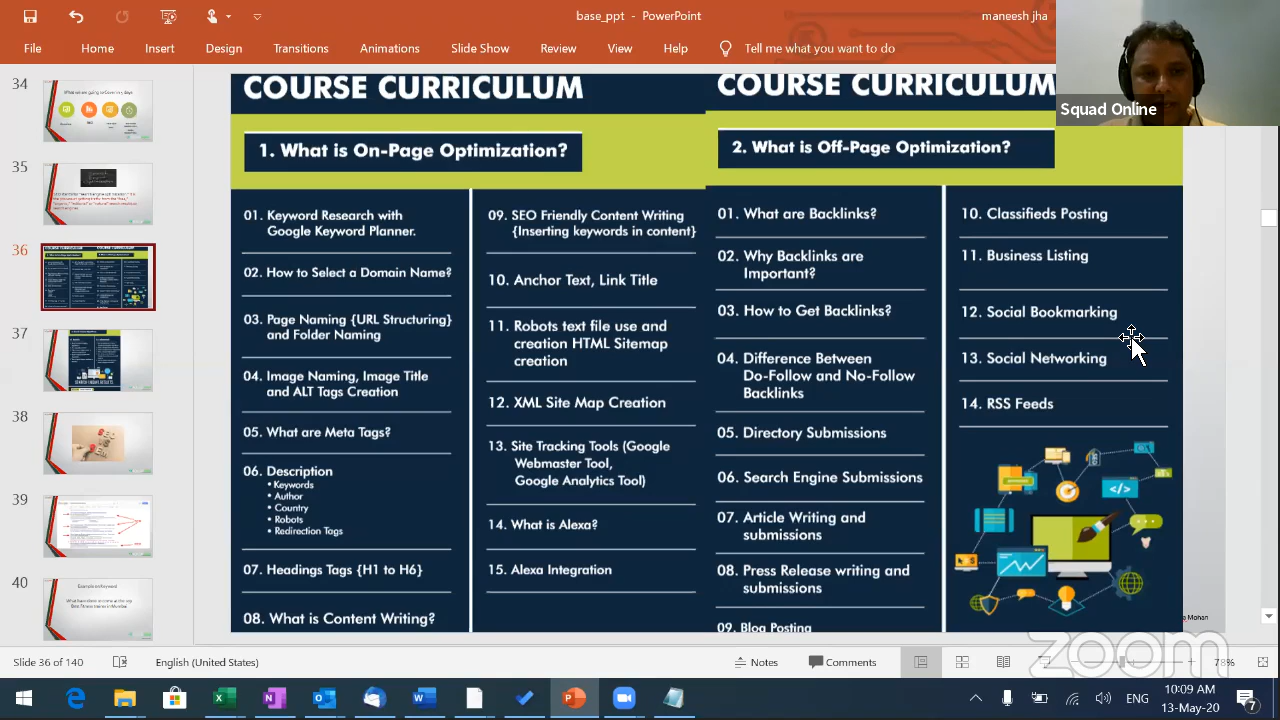 base_ppt - PowerPoint
maneesh jha
File Home Insert Design Transitions Animations Slide Show Review View Help Tell me what you want to do
Squad Online
34
35
36
37
38
39
40
Example on Keyword
COURSE CURRICULUM
1. What is On-Page Optimization?
01. Keyword Research with
Google Keyword Planner.
02. How to Select a Domain Name?
03. Page Naming {URL Structuring}
and Folder Naming
04. Image Naming, Image Title
and ALT Tags Creation
05. What are Meta Tags?
06. Description
• Keywords
• Author
• Country
• Robots
• Redirection Tags
07. Headings Tags {H1 to H6}
08. What is Content Writing?
09. SEO Friendly Content Writing
{Inserting keywords in content}
10. Anchor Text, Link Title
11. Robots text file use and
creation HTML Sitemap
creation
12. XML Site Map Creation
13. Site Tracking Tools (Google
Webmaster Tool,
Google Analytics Tool)
14. What is Alexa?
15. Alexa Integration
COURSE CURRICULUM
2. What is Off-Page Optimization?
01. What are Backlinks?
02. Why Backlinks are
Important?
03. How to Get Backlinks?
04. Difference Between
Do-Follow and No-Follow
Backlinks
05. Directory Submissions
06. Search Engine Submissions
07. Article Writing and
submissions
08. Press Release writing and
submissions
09. Blog Posting
10. Classifieds Posting
11. Business Listing
12. Social Bookmarking
13. Social Networking
14. RSS Feeds
Mohan
zoom
Slide 36 of 140 English (United States) Notes Comments 78%
ENG 10:09 AM
13-May-20
7